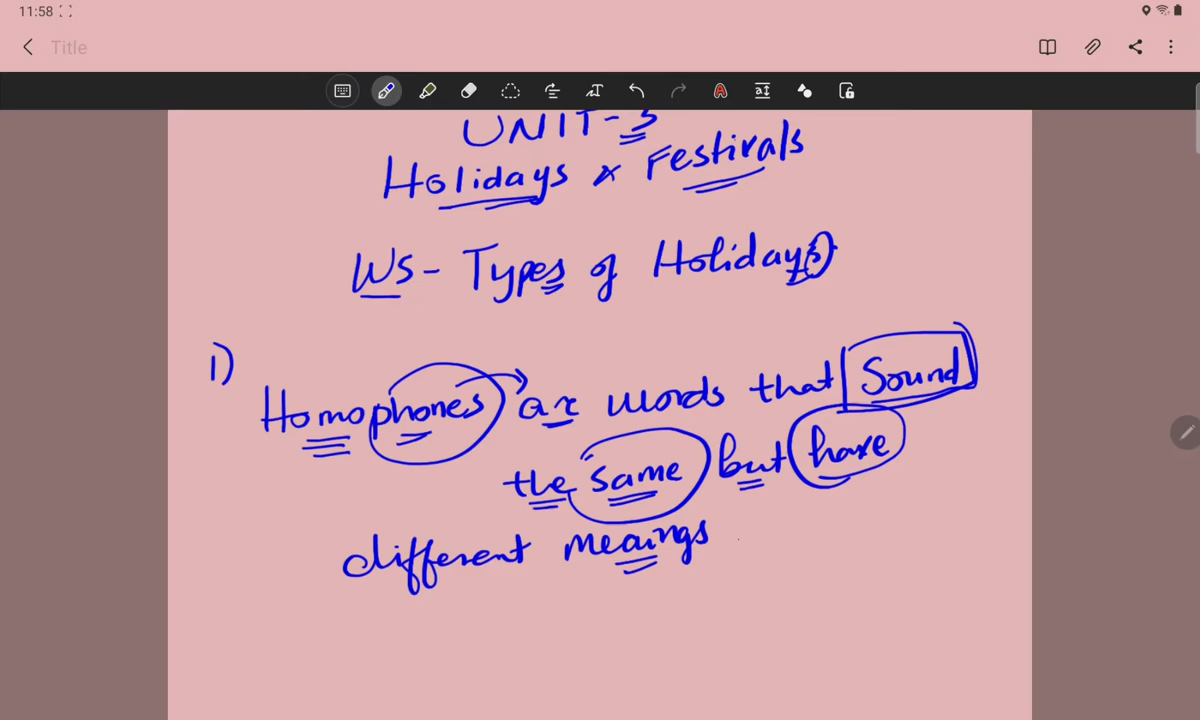 11:58
Title
UNIT-3
Holidays & Festivals
WS- Types of Holidays
1)
Homophones are words that Sound
the same but have
different meanings